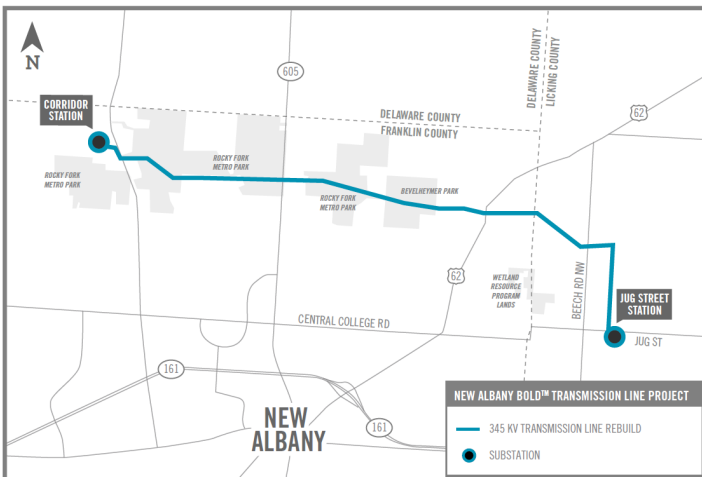 N
605
DELAWARE COUNTY
LICKING COUNTY
62
CORRIDOR
STATION
DELAWARE COUNTY
FRANKLIN COUNTY
ROCKY FORK
METRO PARK
ROCKY FORK
METRO PARK
ROCKY FORK
METRO PARK
BEVELHEYMER PARK
62
WETLAND
RESOURCE
PROGRAM
LANDS
BEECH RD NW
JUG STREET
STATION
CENTRAL COLLEGE RD
JUG ST
161
NEW
ALBANY
161
NEW ALBANY BOLD™ TRANSMISSION LINE PROJECT
345 KV TRANSMISSION LINE REBUILD
SUBSTATION